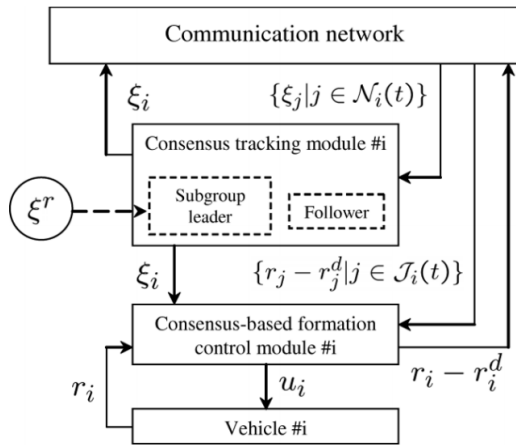 Communication network
ξ_i
{ξ_j|j ∈ 𝒩_i(t)}
Consensus tracking module #i
Subgroup
leader
Follower
ξ^r
ξ_i
{r_j − r_j^d|j ∈ 𝒥_i(t)}
Consensus-based formation
control module #i
r_i
u_i
r_i − r_i^d
Vehicle #i